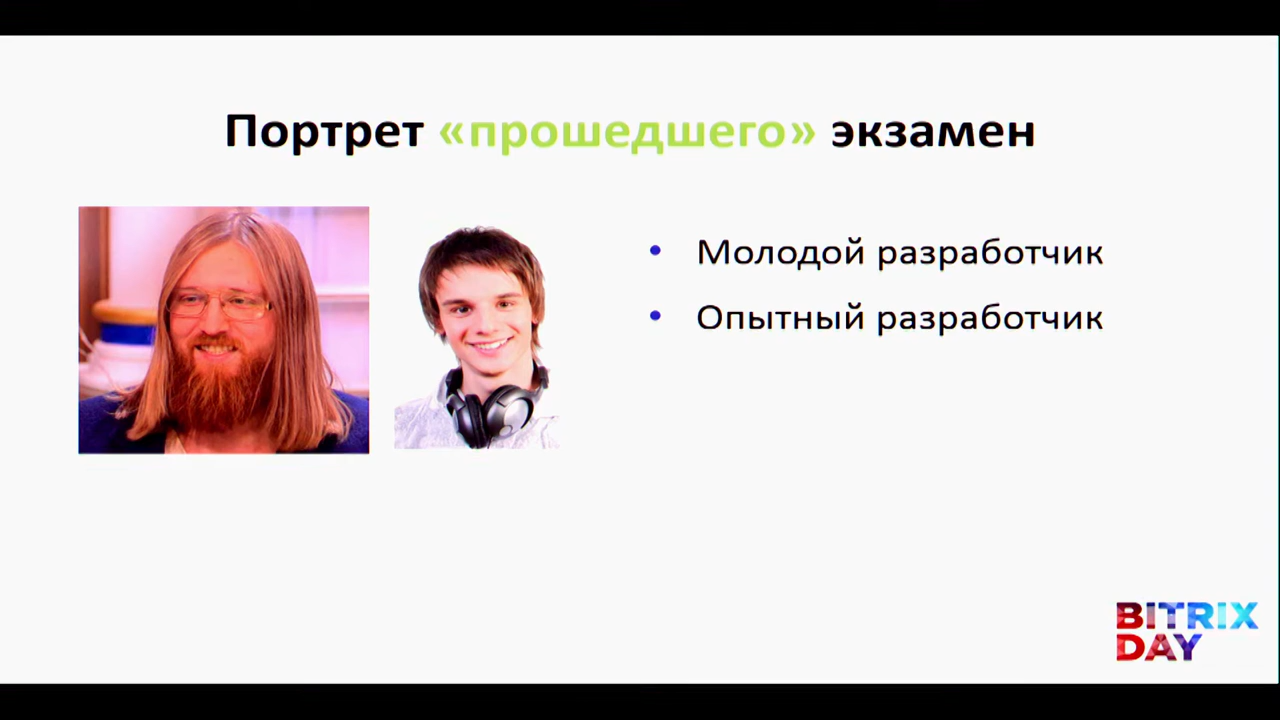 Портрет «прошедшего» экзамен
• Молодой разработчик
• Опытный разработчик
BITRIX
DAY